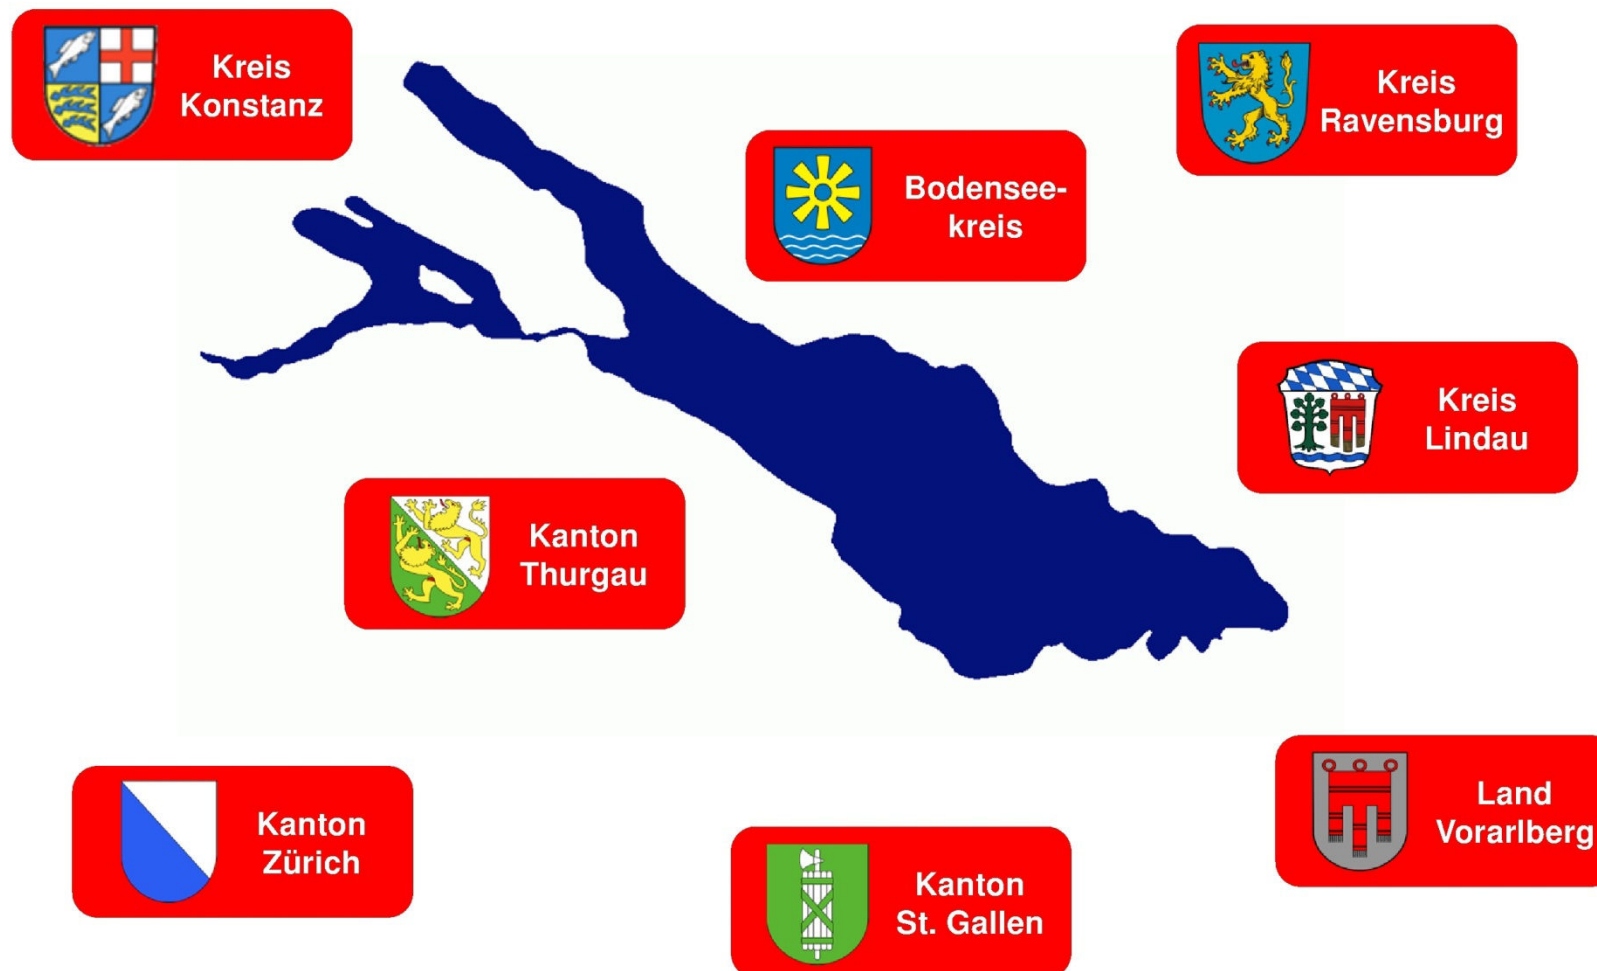 Kreis
Konstanz
Kreis
Ravensburg
Bodensee-
kreis
Kreis
Lindau
Kanton
Thurgau
Kanton
Zürich
Kanton
St. Gallen
Land
Vorarlberg